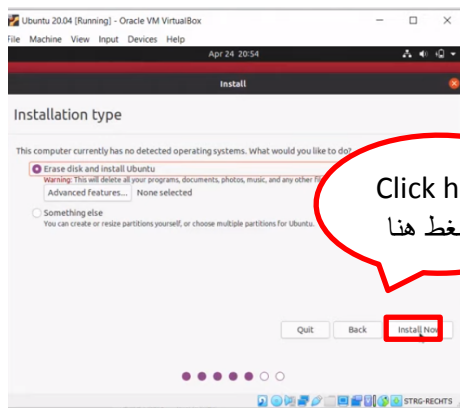 Ubuntu 20.04 [Running] - Oracle VM VirtualBox
File Machine View Input Devices Help
Apr 24 20:54
Install
Installation type
This computer currently has no detected operating systems. What would you like to do?
Erase disk and install Ubuntu
Warning: This will delete all your programs, documents, photos, music, and any other
Advanced features... None selected
Something else
You can create or resize partitions yourself, or choose multiple partitions for Ubuntu.
Click
هنا
Quit Back Install Now
STRG-RECHTS